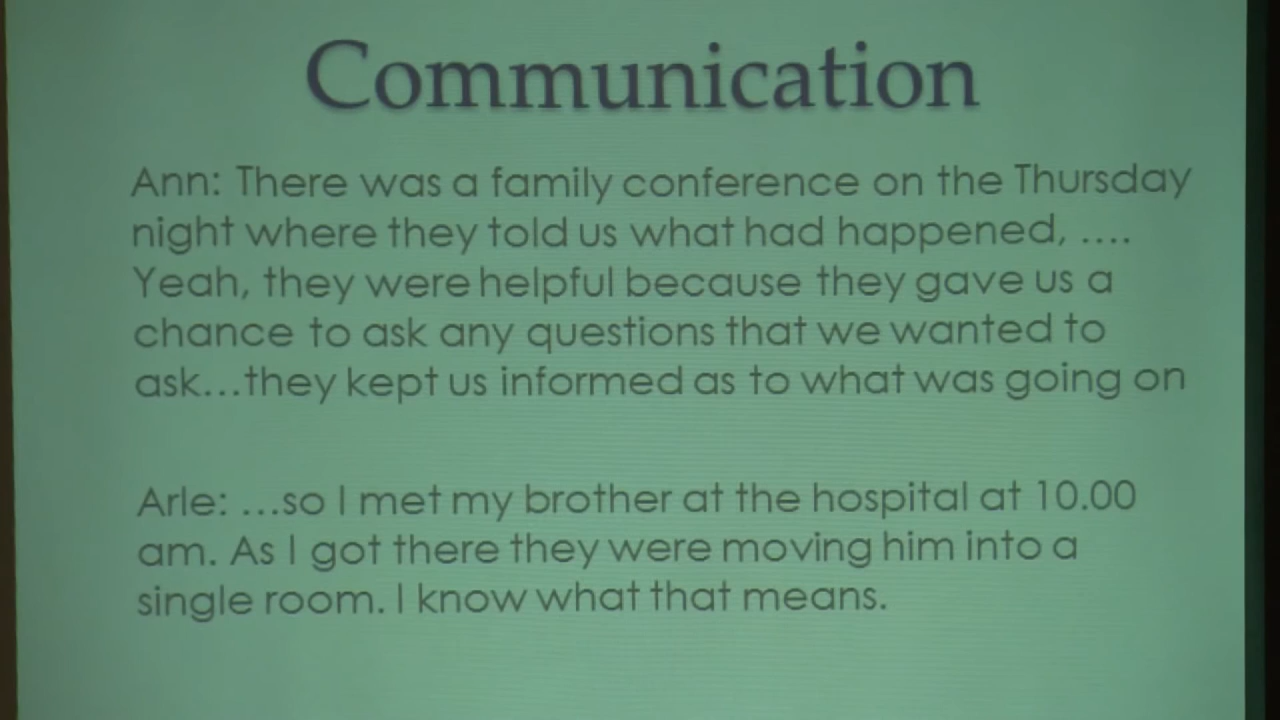 Communication
Ann: There was a family conference on the Thursday
night where they told us what had happened, ....
Yeah, they were helpful because they gave us a
chance to ask any questions that we wanted to
ask...they kept us informed as to what was going on
Arle: ...so I met my brother at the hospital at 10.00
am. As I got there they were moving him into a
single room. I know what that means.